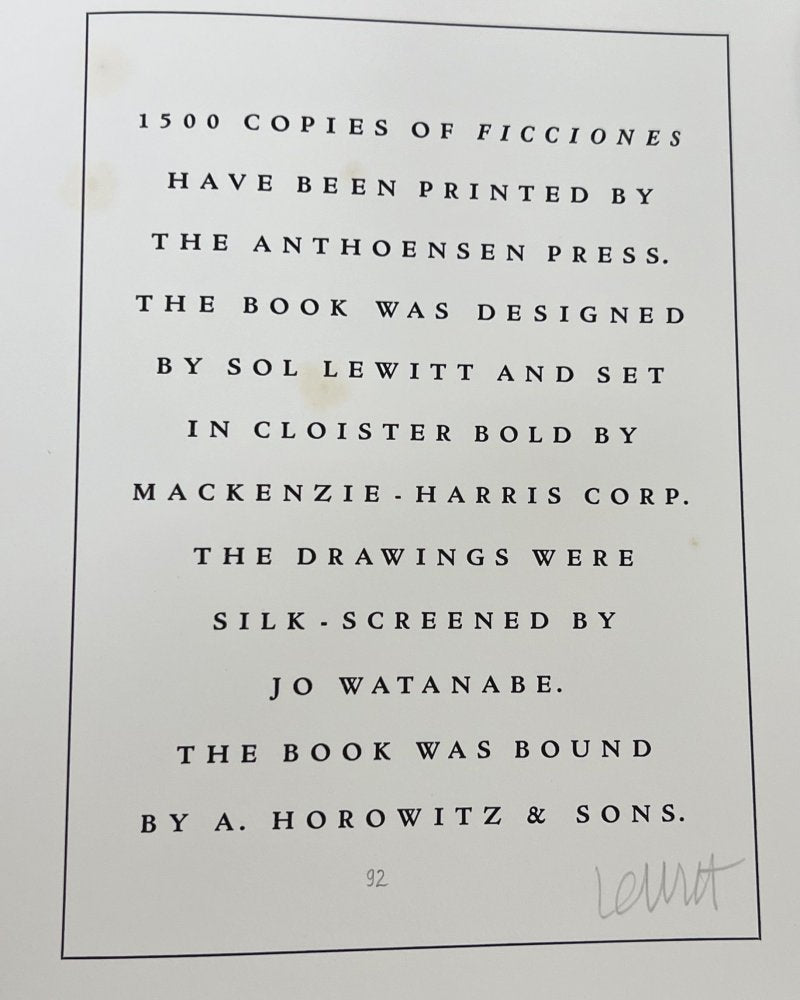 1500 COPIES OF FICCIONES
HAVE BEEN PRINTED BY
THE ANTHOENSEN PRESS.
THE BOOK WAS DESIGNED
BY SOL LEWITT AND SET
IN CLOISTER BOLD BY
MACKENZIE-HARRIS CORP.
THE DRAWINGS WERE
SILK-SCREENED BY
JO WATANABE.
THE BOOK WAS BOUND
BY A. HOROWITZ & SONS.
92
Lewitt